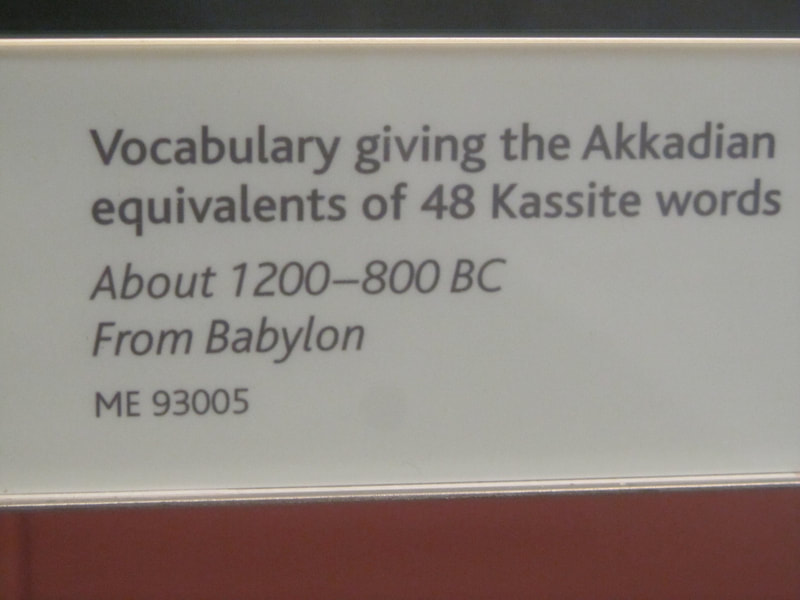 Vocabulary giving the Akkadian
equivalents of 48 Kassite words
About 1200–800 BC
From Babylon
ME 93005